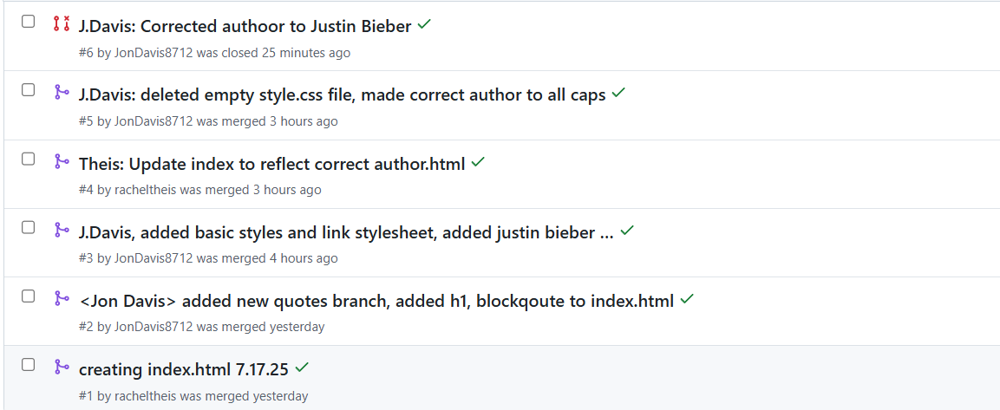 J.Davis: Corrected authoor to Justin Bieber
#6 by JonDavis8712 was closed 25 minutes ago
J.Davis: deleted empty style.css file, made correct author to all caps
#5 by JonDavis8712 was merged 3 hours ago
Theis: Update index to reflect correct author.html
#4 by racheltheis was merged 3 hours ago
J.Davis, added basic styles and link stylesheet, added justin bieber ...
#3 by JonDavis8712 was merged 4 hours ago
<Jon Davis> added new quotes branch, added h1, blockqoute to index.html
#2 by JonDavis8712 was merged yesterday
creating index.html 7.17.25
#1 by racheltheis was merged yesterday